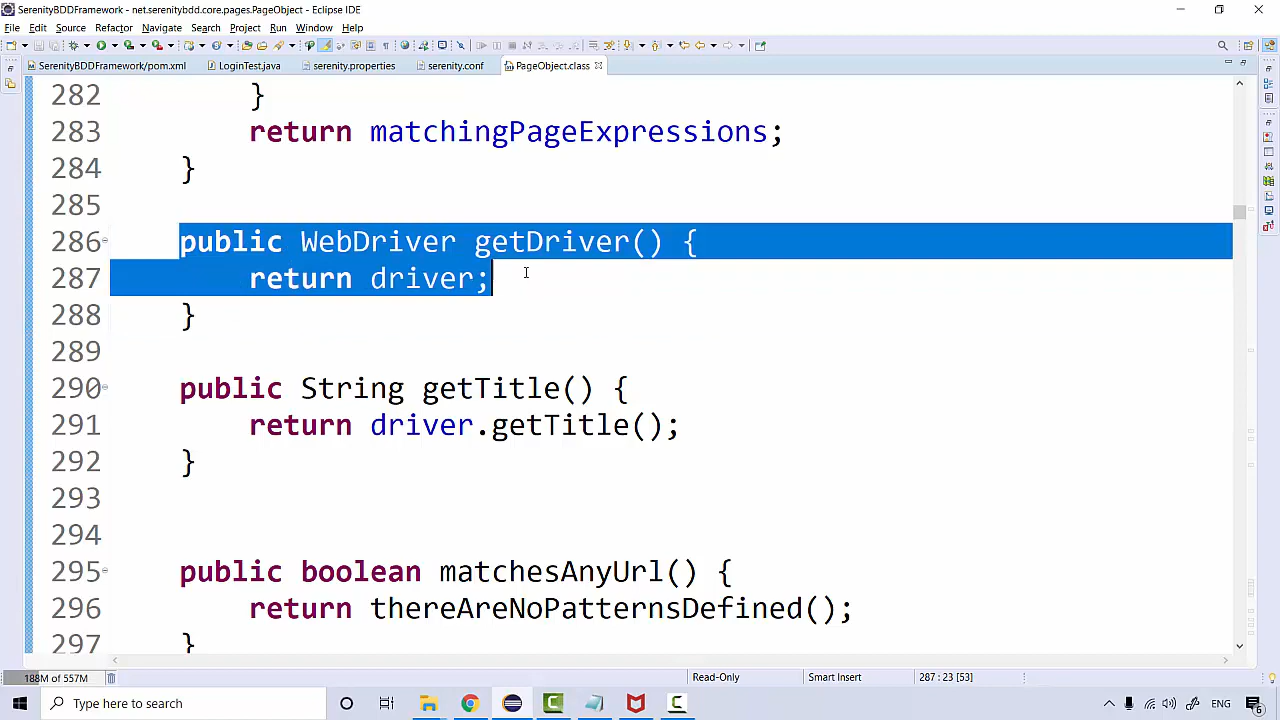 SerenityBDDFramework - net.serenitybdd.core.pages.PageObject - Eclipse IDE
File Edit Source Refactor Navigate Search Project Run Window Help
SerenityBDDFramework/pom.xml LoginTest.java serenity.properties serenity.conf PageObject.class
282 }
283 return matchingPageExpressions;
284 }
285
286 public WebDriver getDriver() {
287 return driver;
288 }
289
290 public String getTitle() {
291 return driver.getTitle();
292 }
293
294
295 public boolean matchesAnyUrl() {
296 return thereAreNoPatternsDefined();
297 }
188M of 557M Read-Only Smart Insert 287 : 23 [53]
Type here to search ENG 6